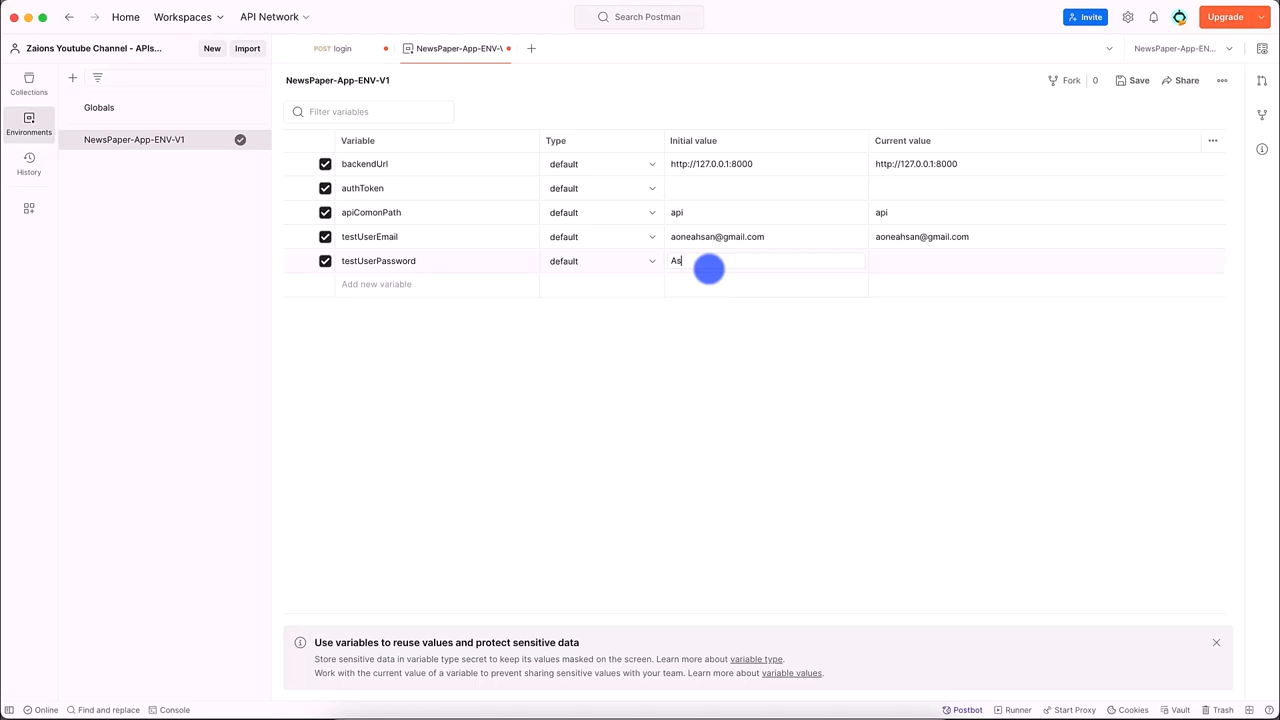 Home
Workspaces
API Network
Search Postman
Invite
Upgrade
Zaions Youtube Channel - APIs...
New
Import
POST login
NewsPaper-App-ENV-V
NewsPaper-App-EN...
Collections
Environments
History
Globals
NewsPaper-App-ENV-V1
NewsPaper-App-ENV-V1
Fork 0
Save
Share
Filter variables
Variable Type Initial value Current value
backendUrl default http://127.0.0.1:8000 http://127.0.0.1:8000
authToken default
apiComonPath default api api
testUserEmail default aoneahsan@gmail.com aoneahsan@gmail.com
testUserPassword default As
Add new variable
Use variables to reuse values and protect sensitive data
Store sensitive data in variable type secret to keep its values masked on the screen. Learn more about variable type.
Work with the current value of a variable to prevent sharing sensitive values with your team. Learn more about variable values.
Online
Find and replace
Console
Postbot
Runner
Start Proxy
Cookies
Vault
Trash